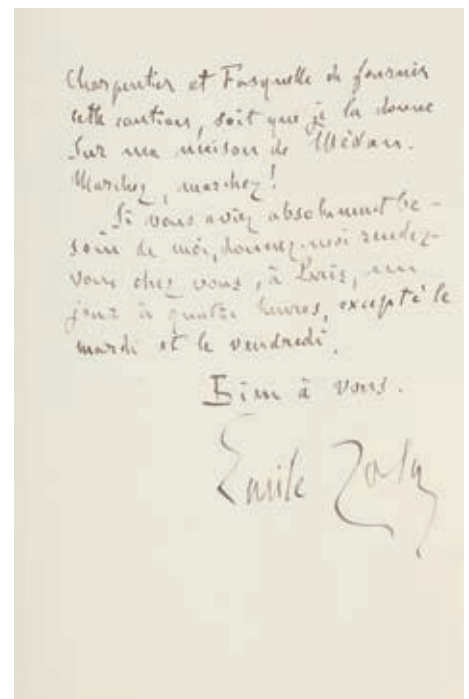 Charpentier et Fasquelle de fournir
cette caution, soit que je la donne
sur ma maison de Médan.
Marchez, marchez!
Si vous aviez absolument be-
soin de moi, donnez-moi rendez-
vous chez vous, à Paris, un
jour à quatre heures, excepté le
mardi et le vendredi.
Bien à vous.
Emile Zola